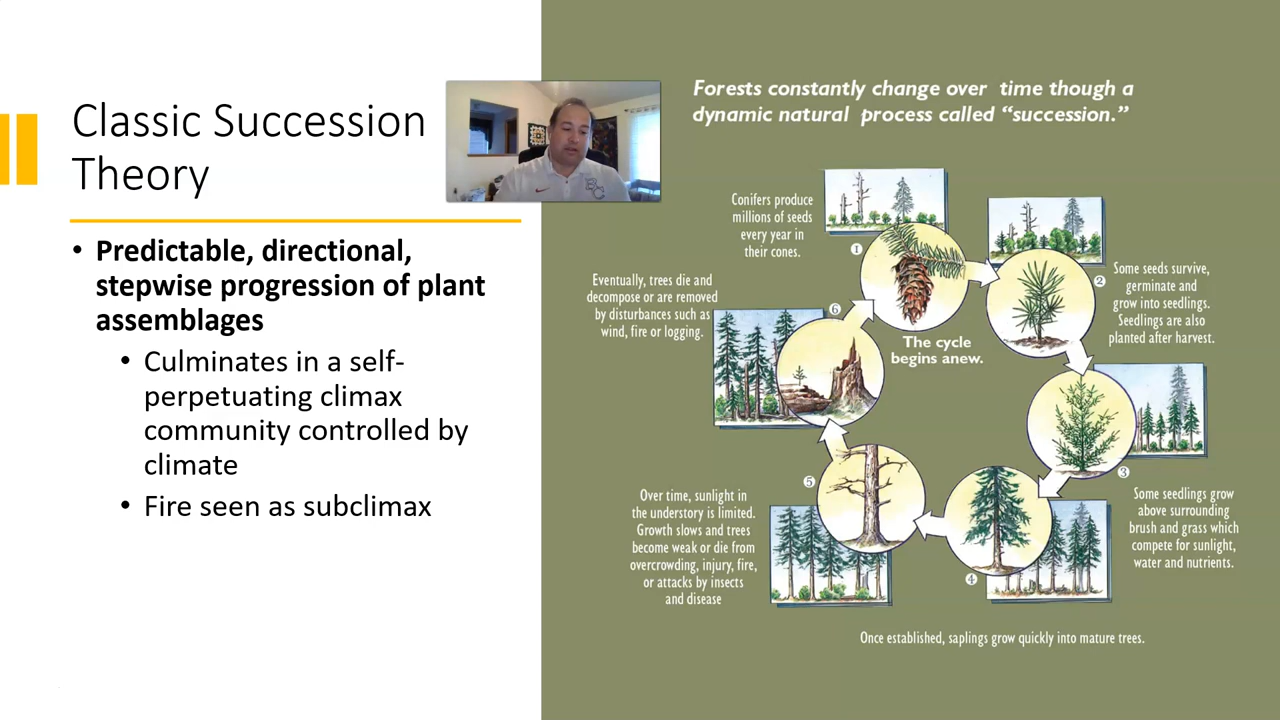 Classic Succession
Theory
• Predictable, directional,
stepwise progression of plant
assemblages
• Culminates in a self-
perpetuating climax
community controlled by
climate
• Fire seen as subclimax
Forests constantly change over time though a
dynamic natural process called “succession.”
Conifers produce
millions of seeds
every year in
their cones.
1
2
Some seeds survive,
germinate and
grow into seedlings.
Seedlings are also
planted after harvest.
3
Some seedlings grow
above surrounding
brush and grass which
compete for sunlight,
water and nutrients.
4
Once established, saplings grow quickly into mature trees.
5
Over time, sunlight in
the understory is limited.
Growth slows and trees
become weak or die from
overcrowding, injury, fire,
or attacks by insects
and disease
6
Eventually, trees die and
decompose or are removed
by disturbances such as
wind, fire or logging.
The cycle
begins anew.